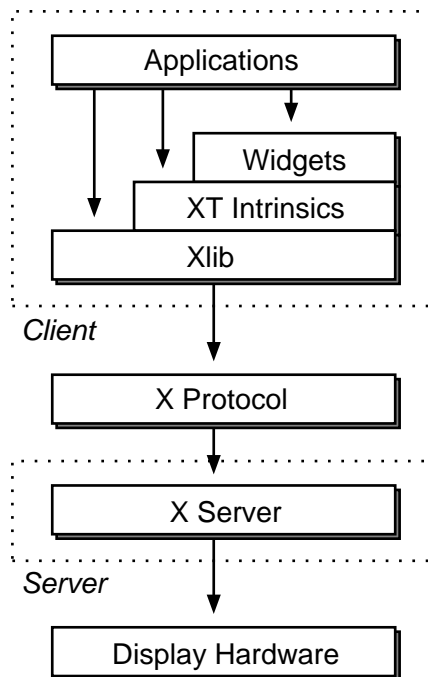 Applications
Widgets
XT Intrinsics
Xlib
Client
X Protocol
X Server
Server
Display Hardware